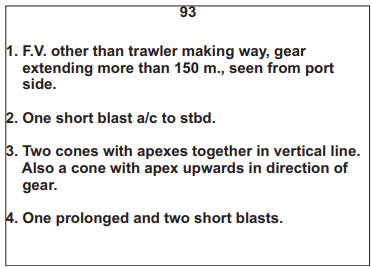 93
1. F.V. other than trawler making way, gear
extending more than 150 m., seen from port
side.
2. One short blast a/c to stbd.
3. Two cones with apexes together in vertical line.
Also a cone with apex upwards in direction of
gear.
4. One prolonged and two short blasts.